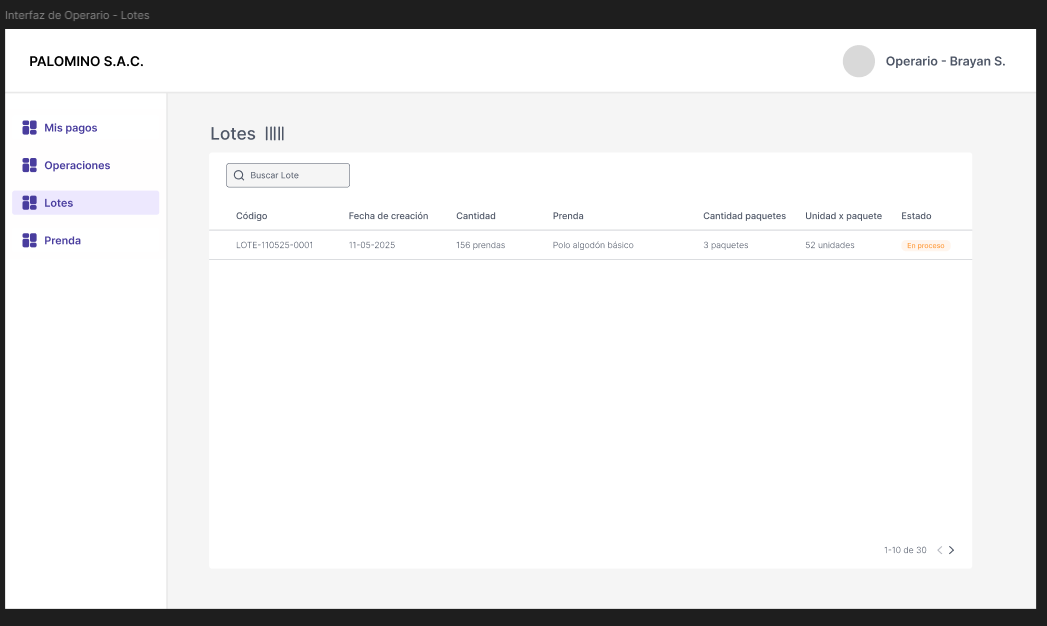 Interfaz de Operario - Lotes
PALOMINO S.A.C.
Operario - Brayan S.
Mis pagos
Operaciones
Lotes
Prenda
Lotes
Buscar Lote
Código Fecha de creación Cantidad Prenda Cantidad paquetes Unidad x paquete Estado
LOTE-110525-0001 11-05-2025 156 prendas Polo algodón básico 3 paquetes 52 unidades En proceso
1-10 de 30